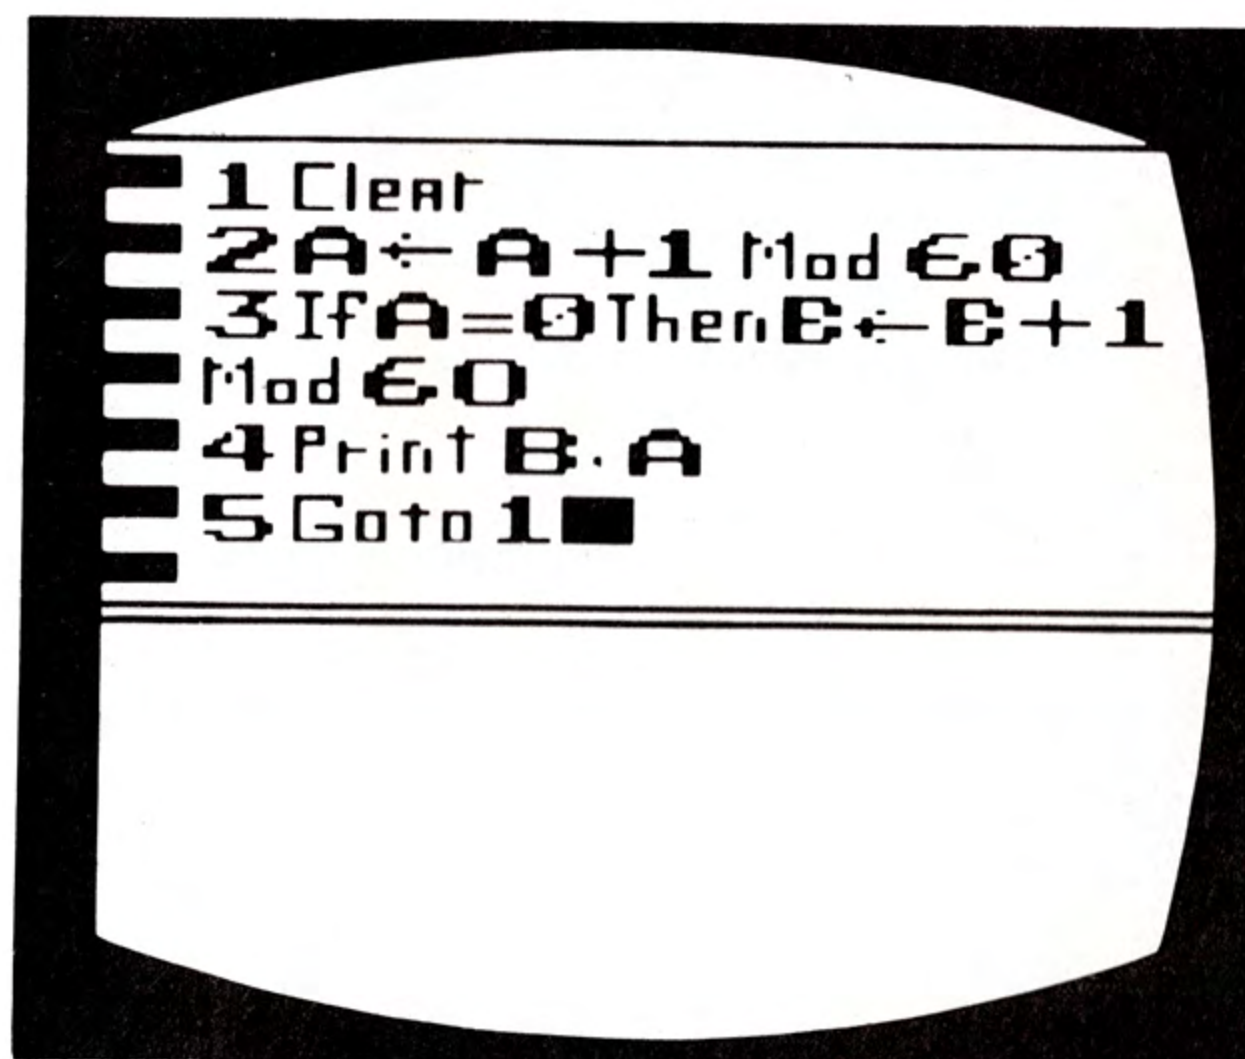 1 Clear
2 A ← A + 1 Mod 60
3 If A = 0 Then B ← B + 1
Mod 60
4 Print B, A
5 Goto 1